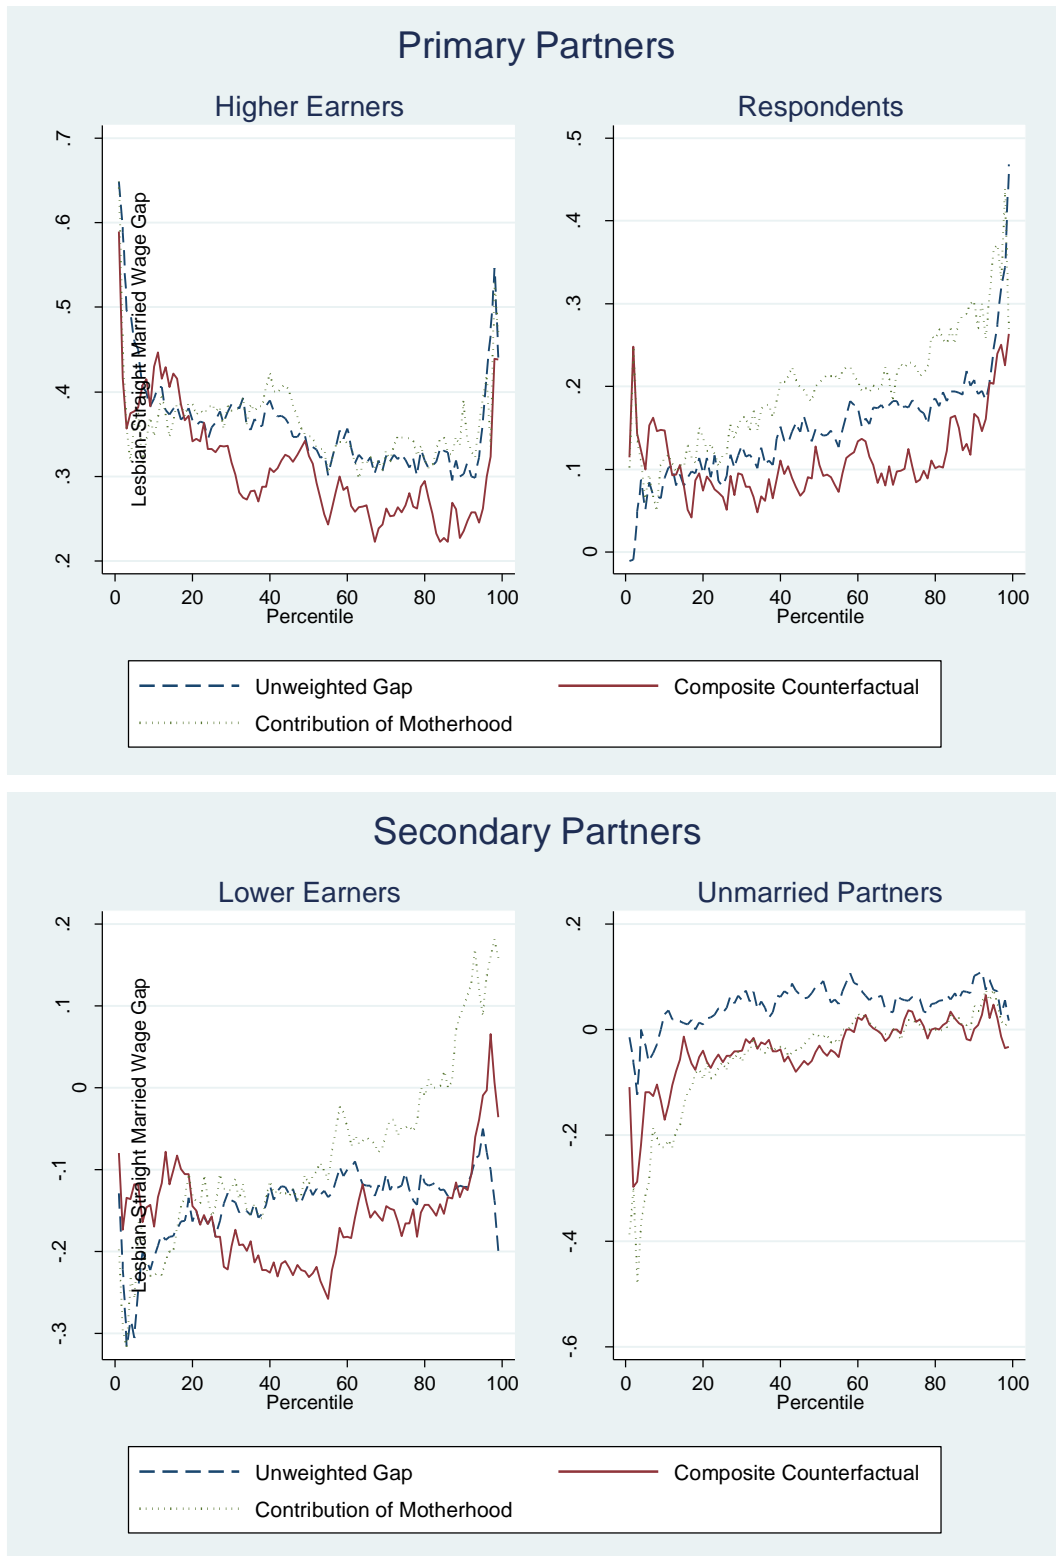 Primary Partners
Higher Earners
Respondents
Lesbian-Straight Married Wage Gap
.7
.6
.5
.4
.3
.2
0 20 40 60 80 100
Percentile
.5
.4
.3
.2
.1
0
0 20 40 60 80 100
Percentile
Unweighted Gap
Composite Counterfactual
Contribution of Motherhood
Secondary Partners
Lower Earners
Unmarried Partners
Lesbian-Straight Married Wage Gap
.2
.1
0
-.1
-.2
-.3
0 20 40 60 80 100
Percentile
.2
0
-.2
-.4
-.6
0 20 40 60 80 100
Percentile
Unweighted Gap
Composite Counterfactual
Contribution of Motherhood